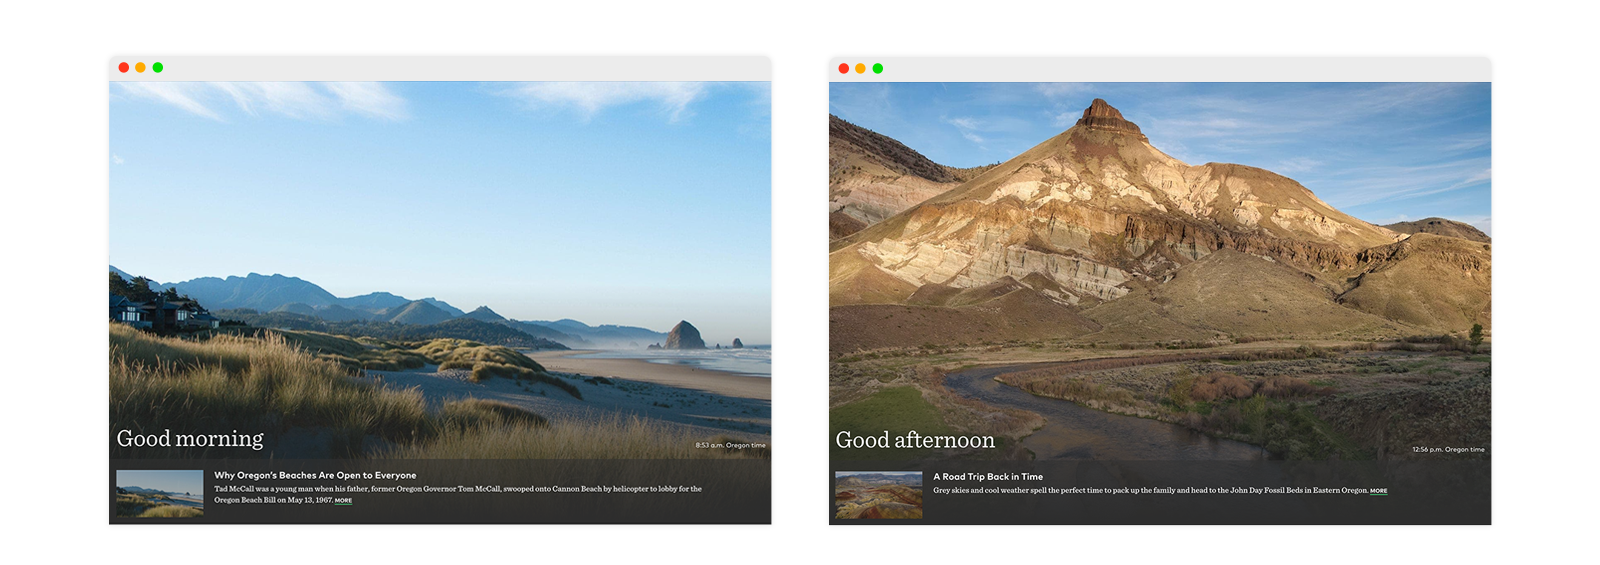 Good morning
8:53 a.m. Oregon time
Why Oregon's Beaches Are Open to Everyone
Tad McCall was a young man when his father, former Oregon Governor Tom McCall, swooped onto Cannon Beach by helicopter to lobby for the
Oregon Beach Bill on May 13, 1967. MORE
Good afternoon
12:56 p.m. Oregon time
A Road Trip Back in Time
Grey skies and cool weather spell the perfect time to pack up the family and head to the John Day Fossil Beds in Eastern Oregon. MORE